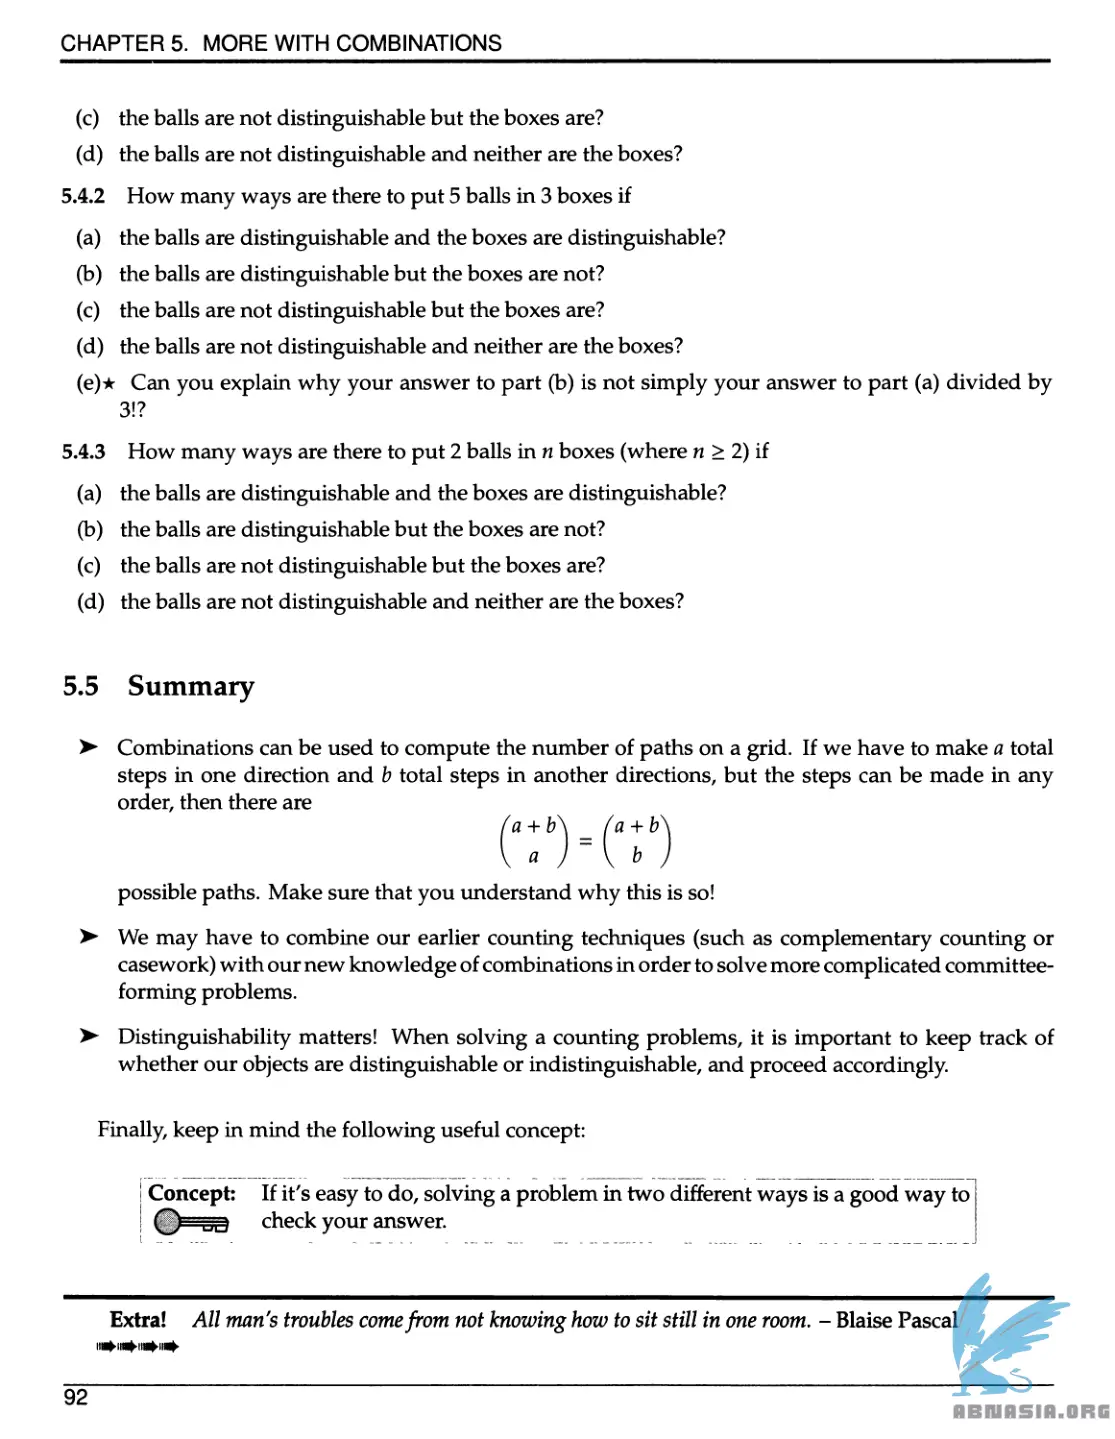 CHAPTER 5. MORE WITH COMBINATIONS
(c) the balls are not distinguishable but the boxes are?
(d) the balls are not distinguishable and neither are the boxes?
5.4.2 How many ways are there to put 5 balls in 3 boxes if
(a) the balls are distinguishable and the boxes are distinguishable?
(b) the balls are distinguishable but the boxes are not?
(c) the balls are not distinguishable but the boxes are?
(d) the balls are not distinguishable and neither are the boxes?
(e)★ Can you explain why your answer to part (b) is not simply your answer to part (a) divided by
3!?
5.4.3 How many ways are there to put 2 balls in n boxes (where n ≥ 2) if
(a) the balls are distinguishable and the boxes are distinguishable?
(b) the balls are distinguishable but the boxes are not?
(c) the balls are not distinguishable but the boxes are?
(d) the balls are not distinguishable and neither are the boxes?
5.5 Summary
➤ Combinations can be used to compute the number of paths on a grid. If we have to make a total
steps in one direction and b total steps in another directions, but the steps can be made in any
order, then there are
(a + b) = (a + b)
a b
possible paths. Make sure that you understand why this is so!
➤ We may have to combine our earlier counting techniques (such as complementary counting or
casework) with our new knowledge of combinations in order to solve more complicated committee-
forming problems.
➤ Distinguishability matters! When solving a counting problems, it is important to keep track of
whether our objects are distinguishable or indistinguishable, and proceed accordingly.
Finally, keep in mind the following useful concept:
Concept: If it's easy to do, solving a problem in two different ways is a good way to
check your answer.
Extra! All man's troubles come from not knowing how to sit still in one room. – Blaise Pascal
92
ABNASIA.ORG